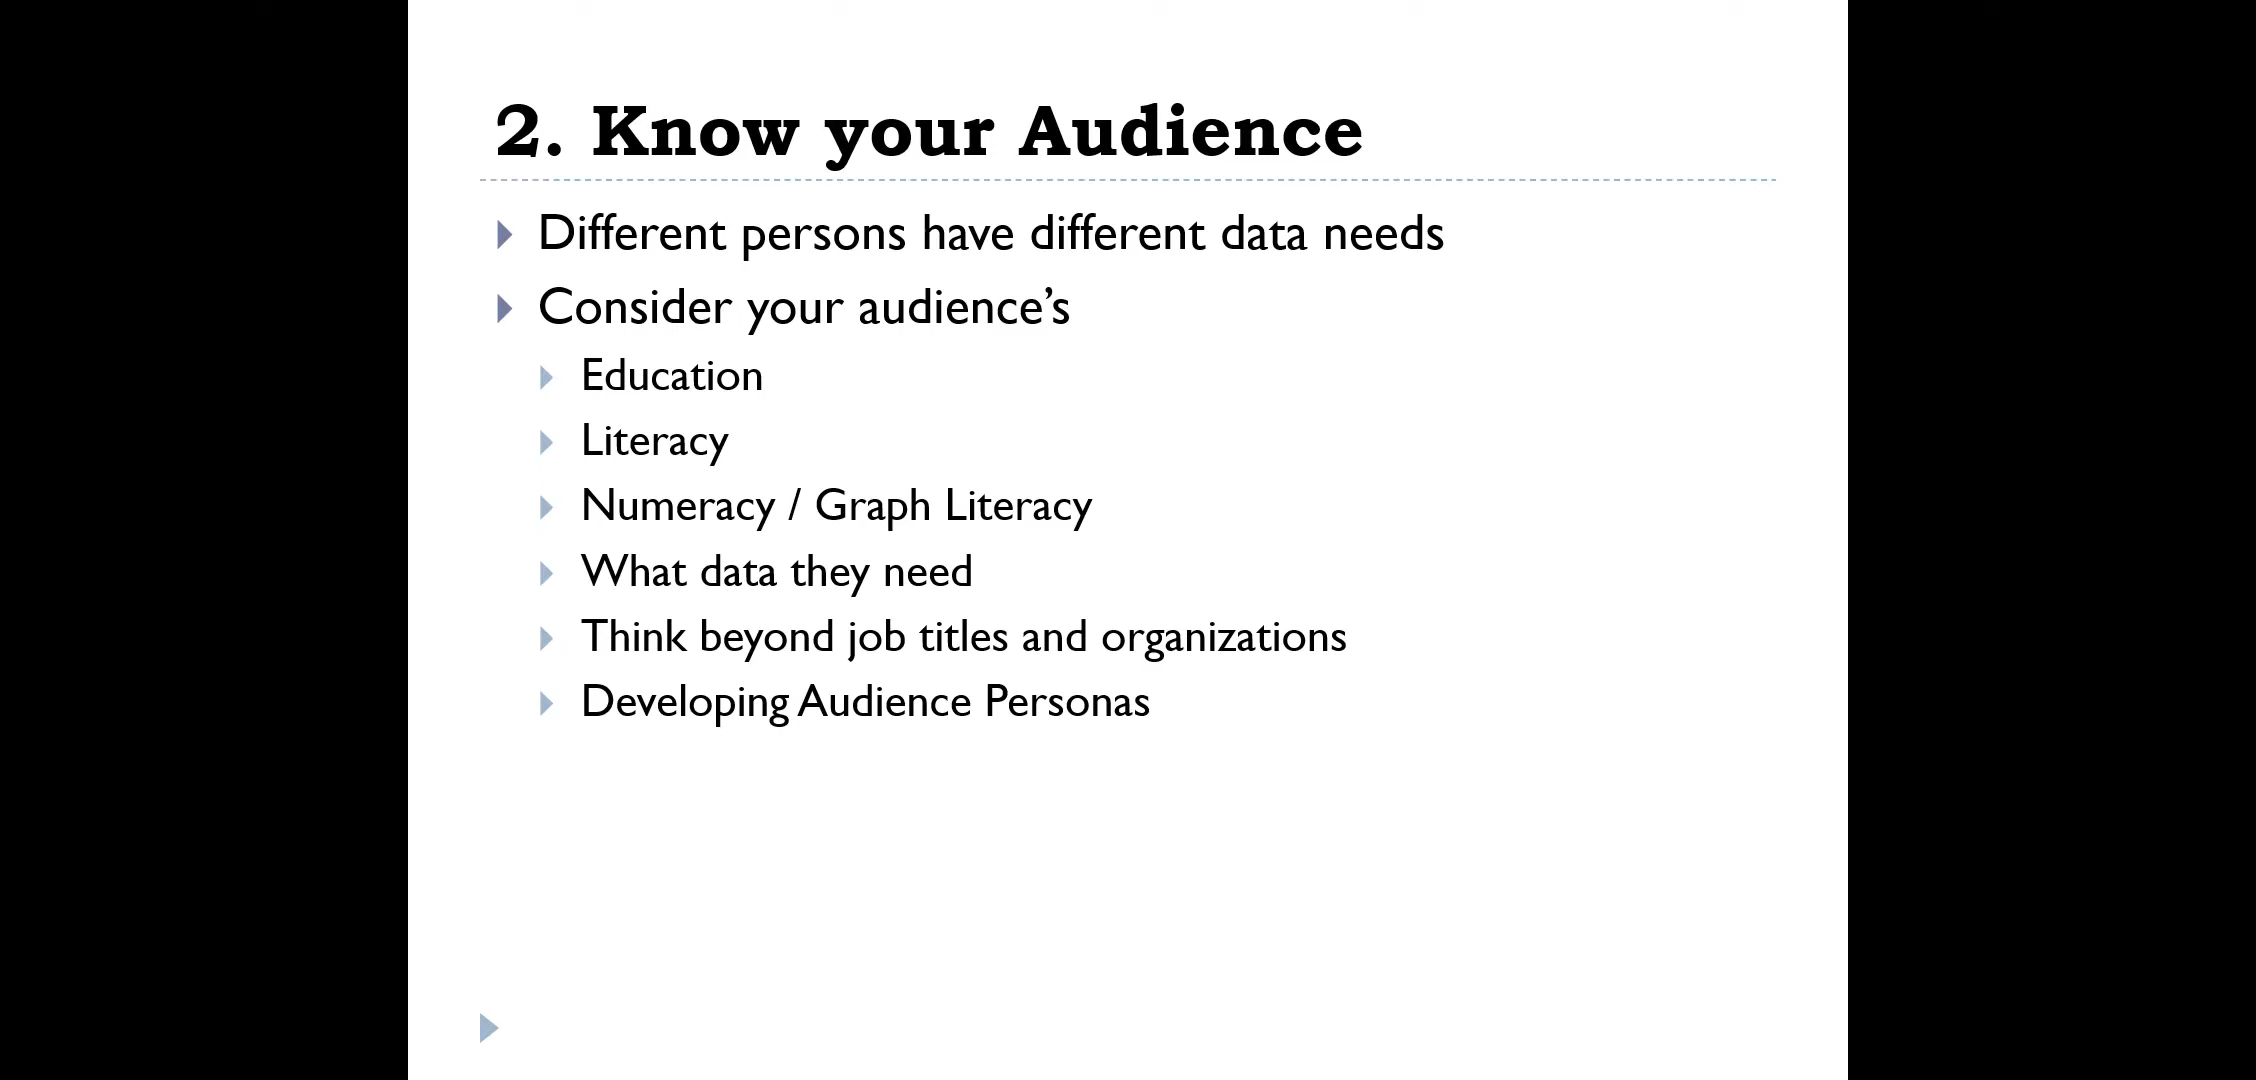 2. Know your Audience
Different persons have different data needs
Consider your audience’s
Education
Literacy
Numeracy / Graph Literacy
What data they need
Think beyond job titles and organizations
Developing Audience Personas